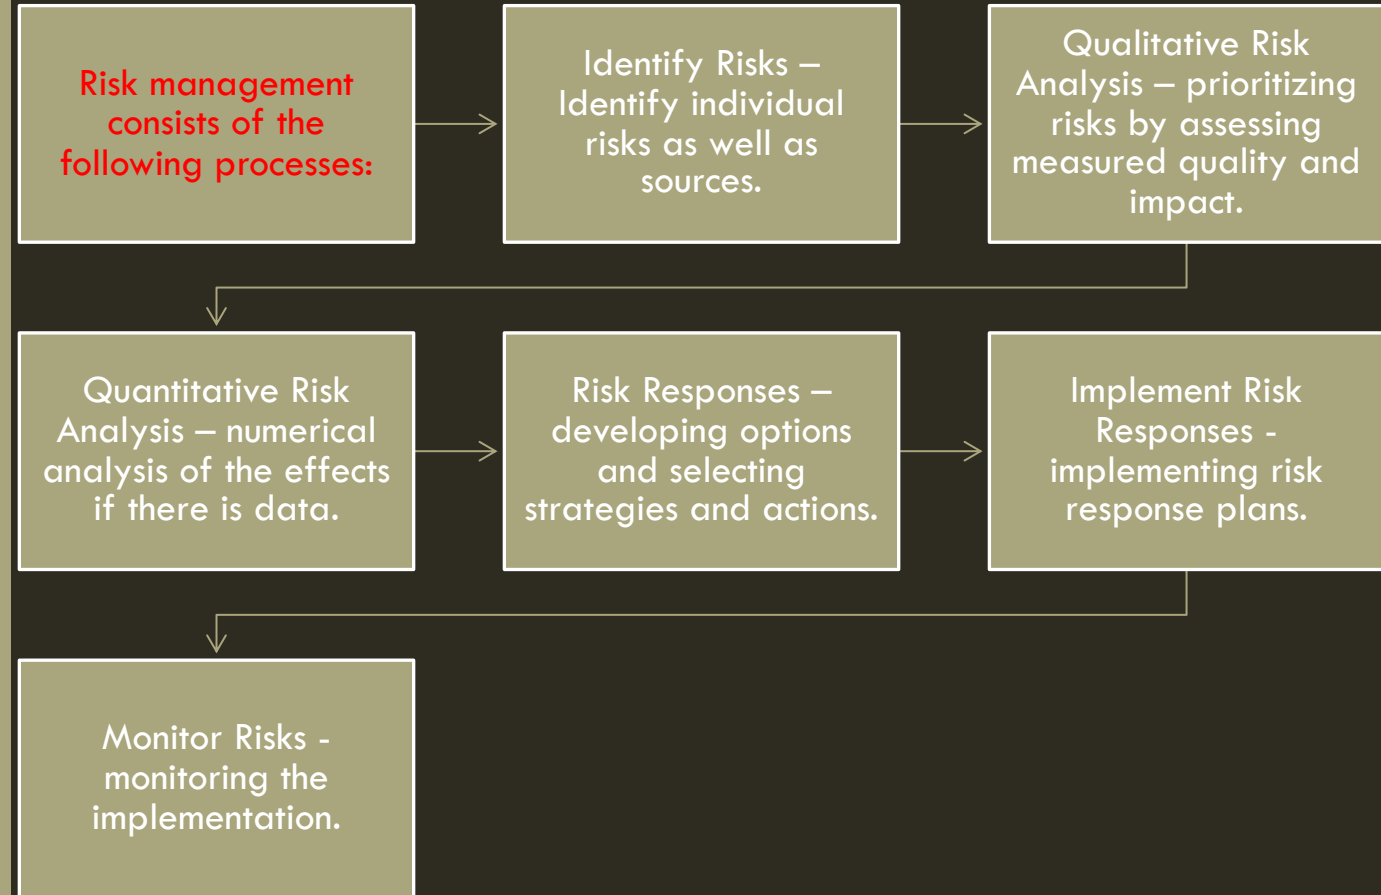 Risk management
consists of the
following processes:
Identify Risks –
Identify individual
risks as well as
sources.
Qualitative Risk
Analysis – prioritizing
risks by assessing
measured quality and
impact.
Quantitative Risk
Analysis – numerical
analysis of the effects
if there is data.
Risk Responses –
developing options
and selecting
strategies and actions.
Implement Risk
Responses -
implementing risk
response plans.
Monitor Risks -
monitoring the
implementation.